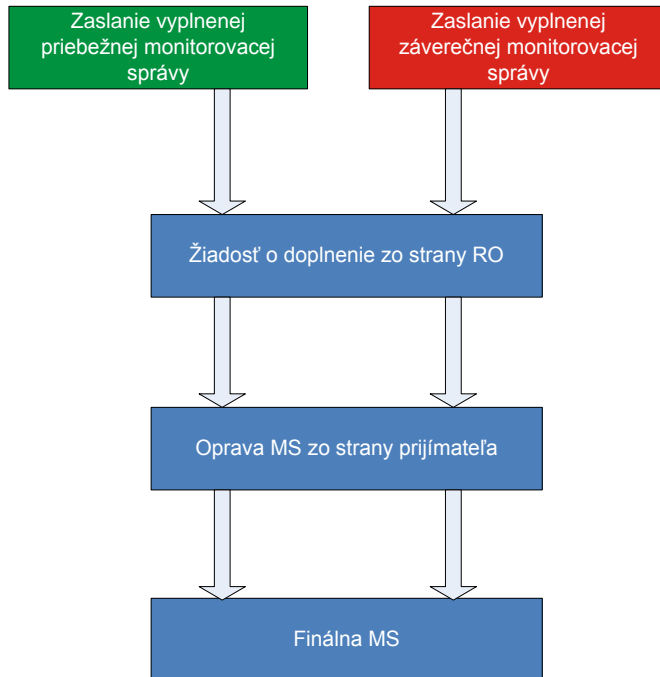 Zaslanie vyplnenej
priebežnej monitorovacej
správy
Zaslanie vyplnenej
záverečnej monitorovacej
správy
Žiadosť o doplnenie zo strany RO
Oprava MS zo strany prijímateľa
Finálna MS